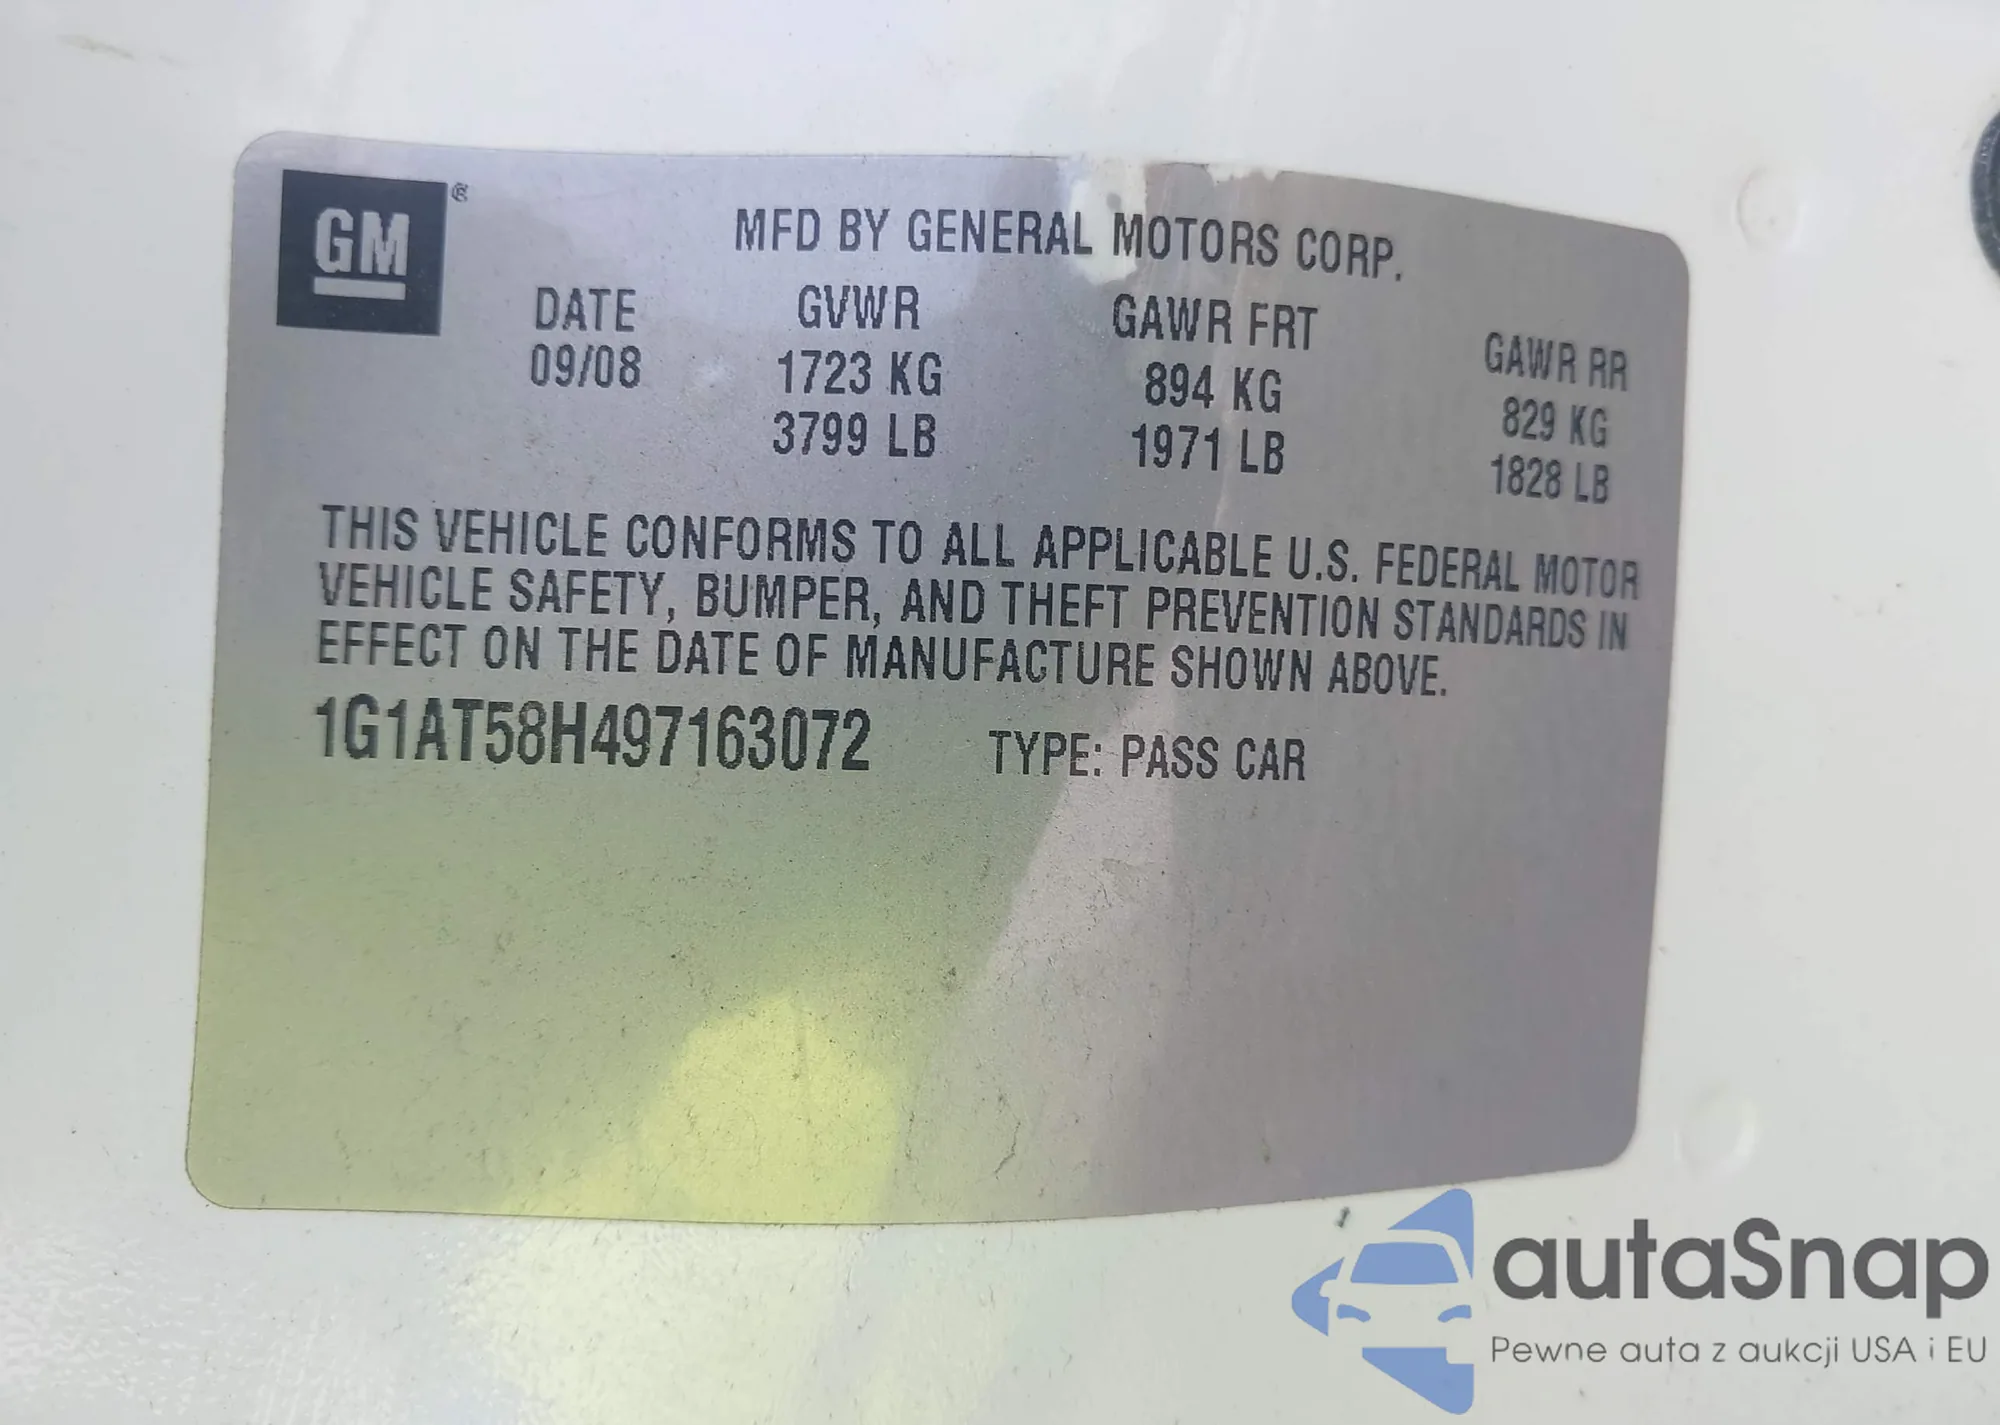 GM®
MFD BY GENERAL MOTORS CORP.
DATE GVWR GAWR FRT GAWR RR
09/08 1723 KG 894 KG 829 KG
3799 LB 1971 LB 1828 LB
THIS VEHICLE CONFORMS TO ALL APPLICABLE U.S. FEDERAL MOTOR
VEHICLE SAFETY, BUMPER, AND THEFT PREVENTION STANDARDS IN
EFFECT ON THE DATE OF MANUFACTURE SHOWN ABOVE.
1G1AT58H497163072 TYPE: PASS CAR
autaSnap
Pewne auta z aukcji USA i EU